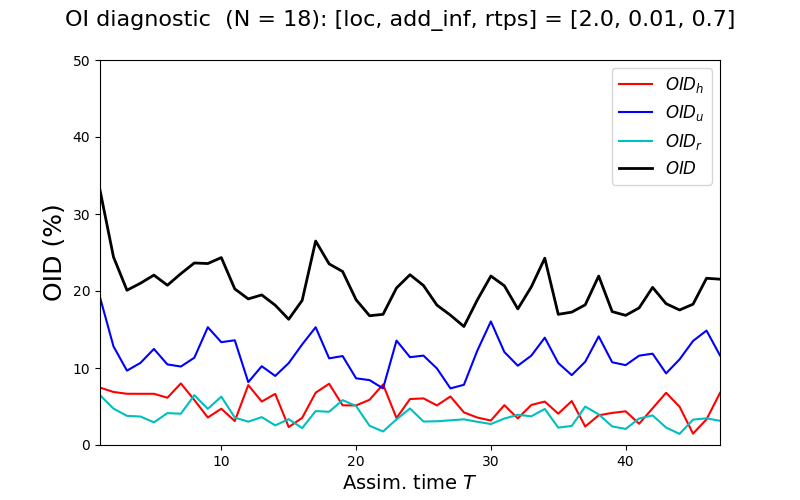 OI diagnostic (N = 18): [loc, add_inf, rtps] = [2.0, 0.01, 0.7]
50
40
30
20
10
0
OID (%)
OID_h
OID_u
OID_r
OID
10
20
30
40
Assim. time T